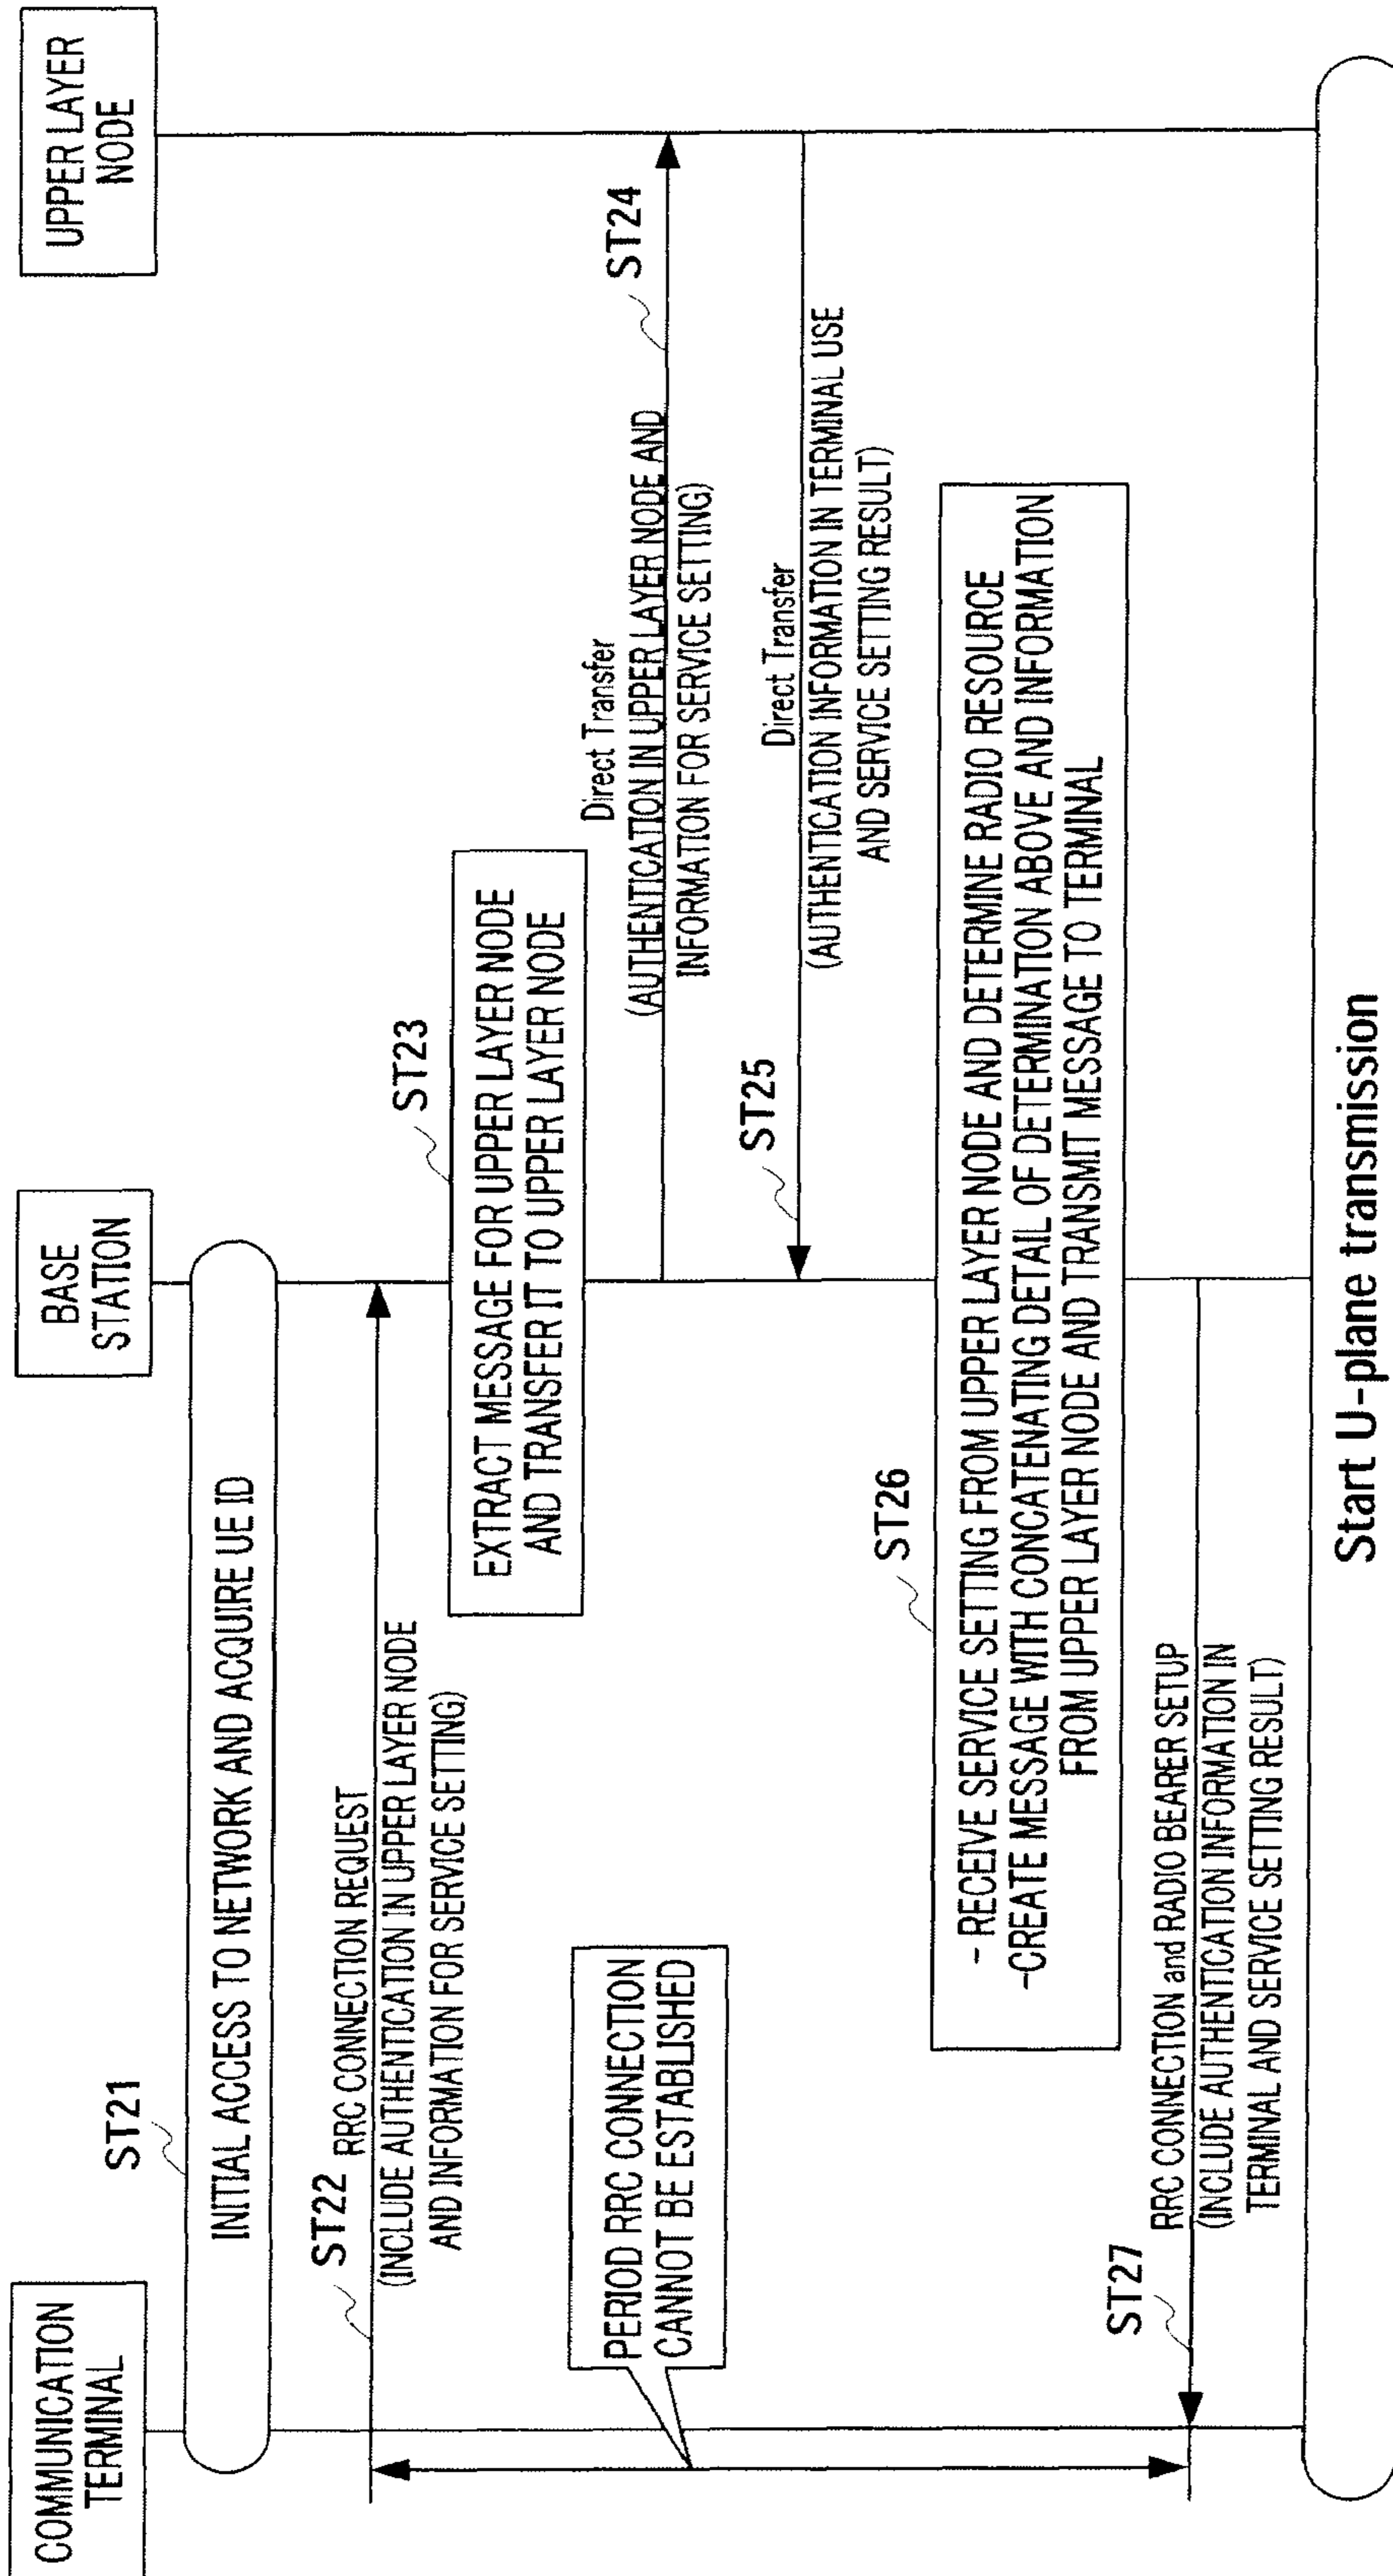 COMMUNICATION
TERMINAL
BASE
STATION
UPPER LAYER
NODE
ST21
INITIAL ACCESS TO NETWORK AND ACQUIRE UE ID
ST22
RRC CONNECTION REQUEST
(INCLUDE AUTHENTICATION IN UPPER LAYER NODE
AND INFORMATION FOR SERVICE SETTING)
ST23
EXTRACT MESSAGE FOR UPPER LAYER NODE
AND TRANSFER IT TO UPPER LAYER NODE
PERIOD RRC CONNECTION
CANNOT BE ESTABLISHED
ST24
Direct Transfer
(AUTHENTICATION IN UPPER LAYER NODE AND
INFORMATION FOR SERVICE SETTING)
ST25
Direct Transfer
(AUTHENTICATION INFORMATION IN TERMINAL USE
AND SERVICE SETTING RESULT)
ST26
- RECEIVE SERVICE SETTING FROM UPPER LAYER NODE AND DETERMINE RADIO RESOURCE
-CREATE MESSAGE WITH CONCATENATING DETAIL OF DETERMINATION ABOVE AND INFORMATION
FROM UPPER LAYER NODE AND TRANSMIT MESSAGE TO TERMINAL
ST27
RRC CONNECTION and RADIO BEARER SETUP
(INCLUDE AUTHENTICATION INFORMATION IN
TERMINAL AND SERVICE SETTING RESULT)
Start U-plane transmission